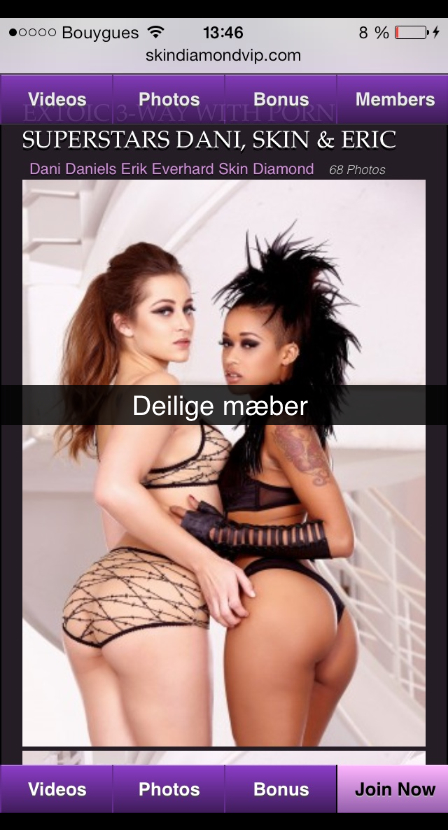 Bouygues 13:46 8 %
skindiamondvip.com
Videos Photos Bonus Members
EXTOIC 3-WAY WITH PORN
SUPERSTARS DANI, SKIN & ERIC
Dani Daniels Erik Everhard Skin Diamond 68 Photos
Deilige mæber
Videos Photos Bonus Join Now